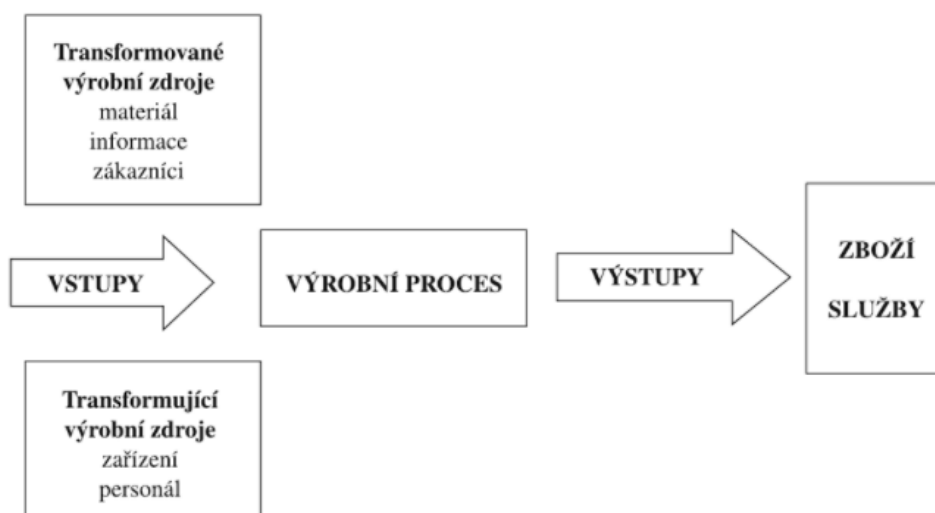 Transformované
výrobní zdroje
materiál
informace
zákazníci
VSTUPY
VÝROBNÍ PROCES
VÝSTUPY
ZBOŽÍ
SLUŽBY
Transformující
výrobní zdroje
zařízení
personál